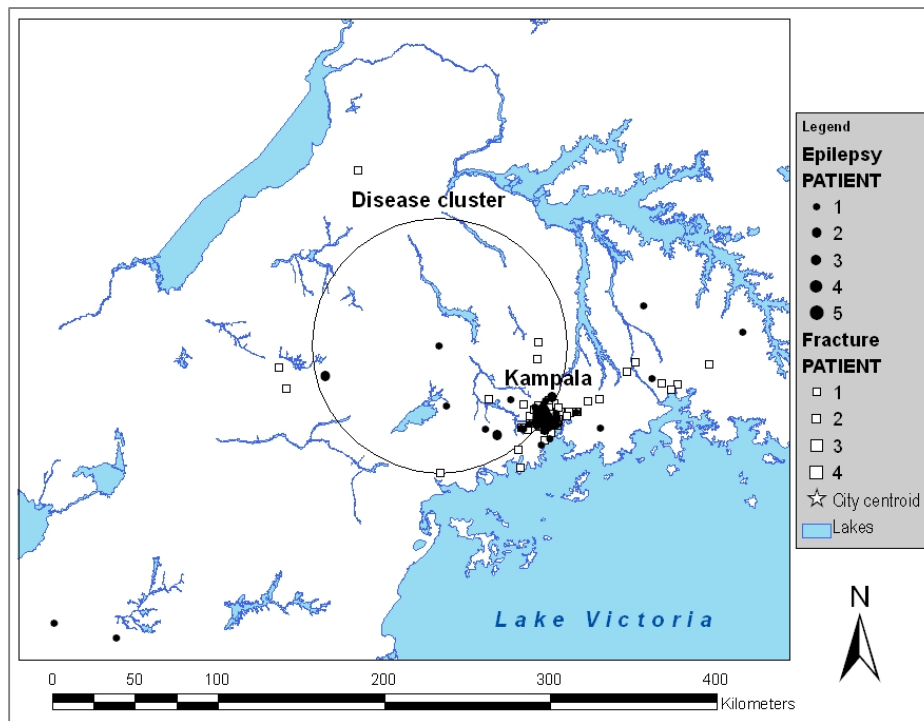 Disease cluster
Kampala
Lake Victoria
Legend
Epilepsy
PATIENT
1
2
3
4
5
Fracture
PATIENT
1
2
3
4
City centroid
Lakes
N
0 50 100 200 300 400
Kilometers